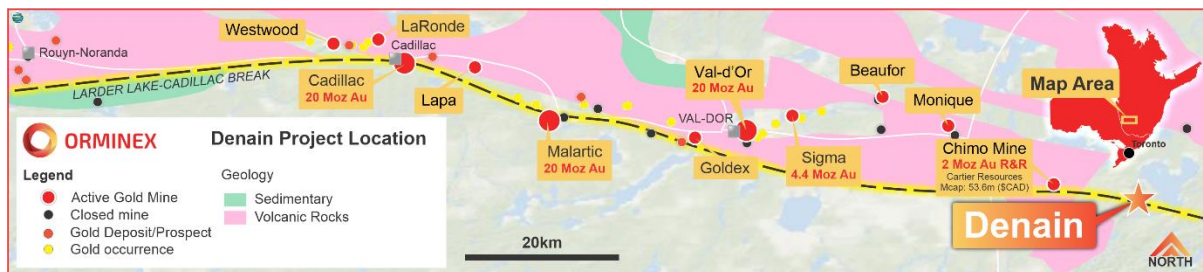 Westwood
LaRonde
Rouyn-Noranda
Cadillac
LARDER LAKE-CADILLAC BREAK
Cadillac
20 Moz Au
Lapa
Malartic
20 Moz Au
Val-d'Or
20 Moz Au
VAL-DOR
Goldex
Sigma
4.4 Moz Au
Beaufor
Monique
Chimo Mine
2 Moz Au R&R
Cartier Resources
Mcap: 53.6m ($CAD)
Map Area
Toronto
Denain
NORTH
20km
ORMINEX
Denain Project Location
Legend
Active Gold Mine
Closed mine
Gold Deposit/Prospect
Gold occurrence
Geology
Sedimentary
Volcanic Rocks